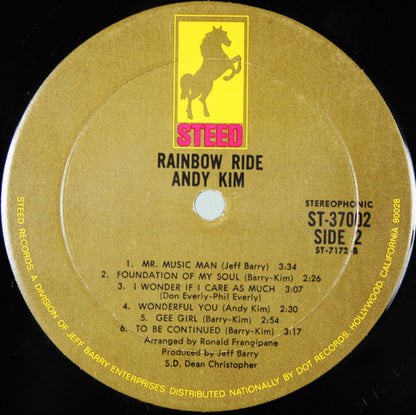 STEED
RAINBOW RIDE
ANDY KIM
STEREOPHONIC
ST-37002
SIDE 2
ST-7172-B
1. MR. MUSIC MAN (Jeff Barry) 3:34
2. FOUNDATION OF MY SOUL (Barry-Kim) 2:26
3. I WONDER IF I CARE AS MUCH 3:07
(Don Everly-Phil Everly)
4. WONDERFUL YOU (Andy Kim) 2:30
5. GEE GIRL (Barry-Kim) 2:54
6. TO BE CONTINUED (Barry-Kim) 3:17
Arranged by Ronald Frangipane
Produced by Jeff Barry
S.D. Dean Christopher
STEED RECORDS, A DIVISION OF JEFF BARRY ENTERPRISES, DISTRIBUTED NATIONALLY BY DOT RECORDS, HOLLYWOOD, CALIFORNIA 90028